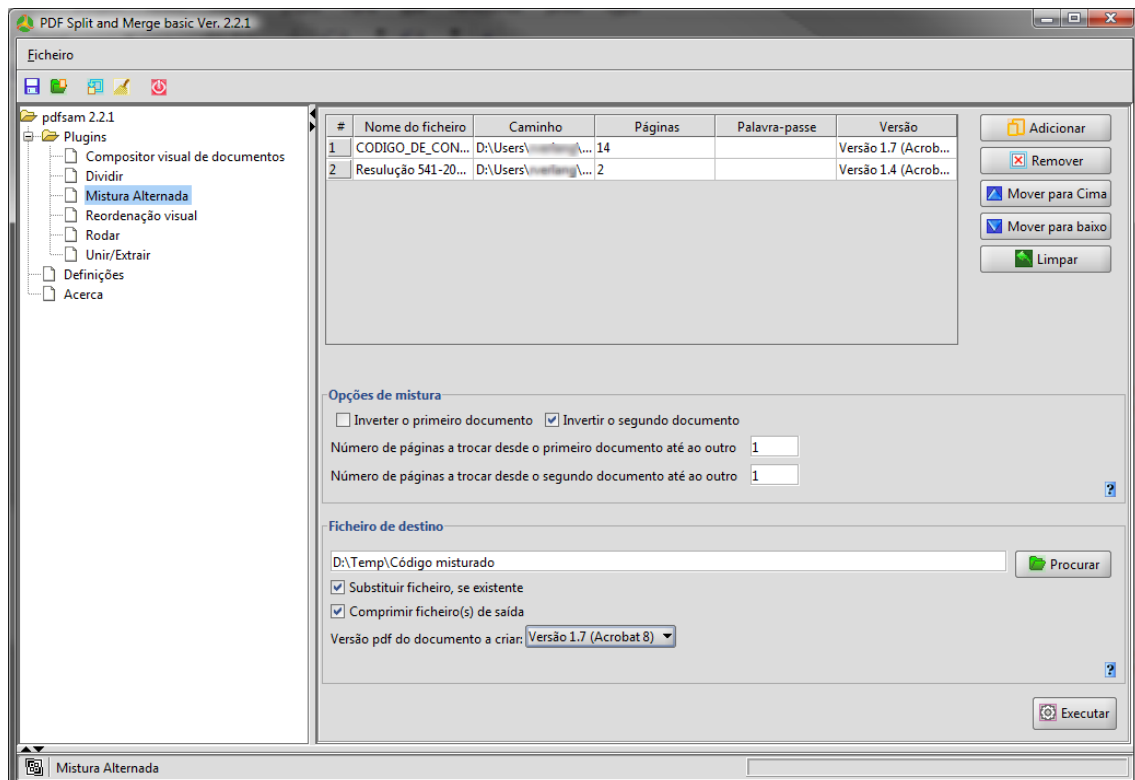 PDF Split and Merge basic Ver. 2.2.1
Ficheiro
pdfsam 2.2.1
Plugins
Compositor visual de documentos
Dividir
Mistura Alternada
Reordenação visual
Rodar
Unir/Extrair
Definições
Acerca
# Nome do ficheiro Caminho Páginas Palavra-passe Versão
1 CODIGO_DE_CON... D:\Users\ \... 14 Versão 1.7 (Acrob...
2 Resulução 541-20... D:\Users\ \... 2 Versão 1.4 (Acrob...
Adicionar
Remover
Mover para Cima
Mover para baixo
Limpar
Opções de mistura
Inverter o primeiro documento Invertir o segundo documento
Número de páginas a trocar desde o primeiro documento até ao outro 1
Número de páginas a trocar desde o segundo documento até ao outro 1
?
Ficheiro de destino
D:\Temp\Código misturado Procurar
Substituir ficheiro, se existente
Comprimir ficheiro(s) de saída
Versão pdf do documento a criar: Versão 1.7 (Acrobat 8)
?
Executar
Mistura Alternada